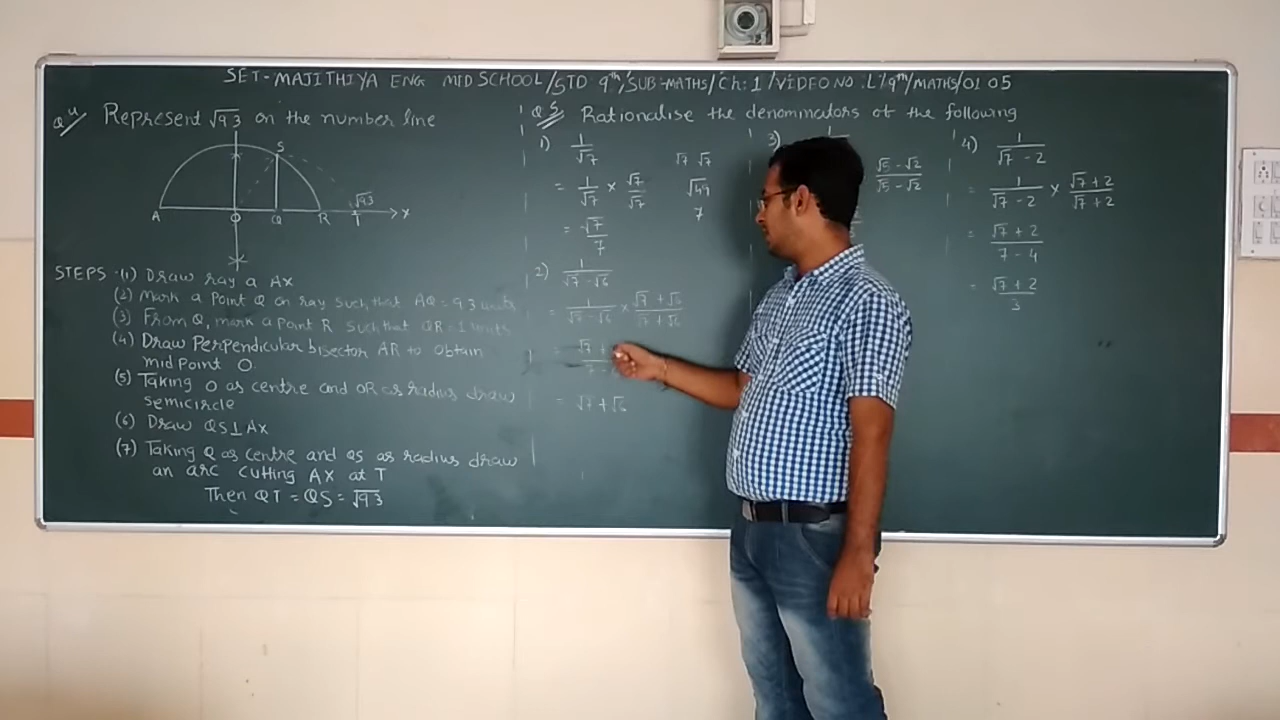 SET- MAJITHIYA ENG MID SCHOOL / STD 9th / SUB-MATHS / Ch: 1 / VIDEO NO
Q 4 Represent √9.3 on the number line
S
√9.3
A O Q R T X
STEPS (1) Draw ray a AX
(2) Mark a Point Q on ray such that AQ = 9.3 units
(3) From Q, mark a Point R such that QR = 1 units
(4) Draw Perpendicular bisector AR to obtain
mid Point O.
(5) Taking O as centre and OR as radius draw
semicircle
(6) Draw QS⊥AX
(7) Taking Q as centre and QS as radius draw
an arc cutting AX at T
Then QT = QS = √9.3
Q 5 Rationalise the denominators of the following
1) 1/√7
= 1/√7 × √7/√7
= √7/7
√7 √7
√49
7
2) 1/(√7 - √6)
= 1/(√7 - √6) × (√7 + √6)/(√7 + √6)
= √7 +
= √7 + √6
3) 1
(√5 - √2)/(√5 - √2)
4) 1/(√7 - 2)
= 1/(√7 - 2) × (√7 + 2)/(√7 + 2)
= (√7 + 2)/(7 - 4)
= (√7 + 2)/3